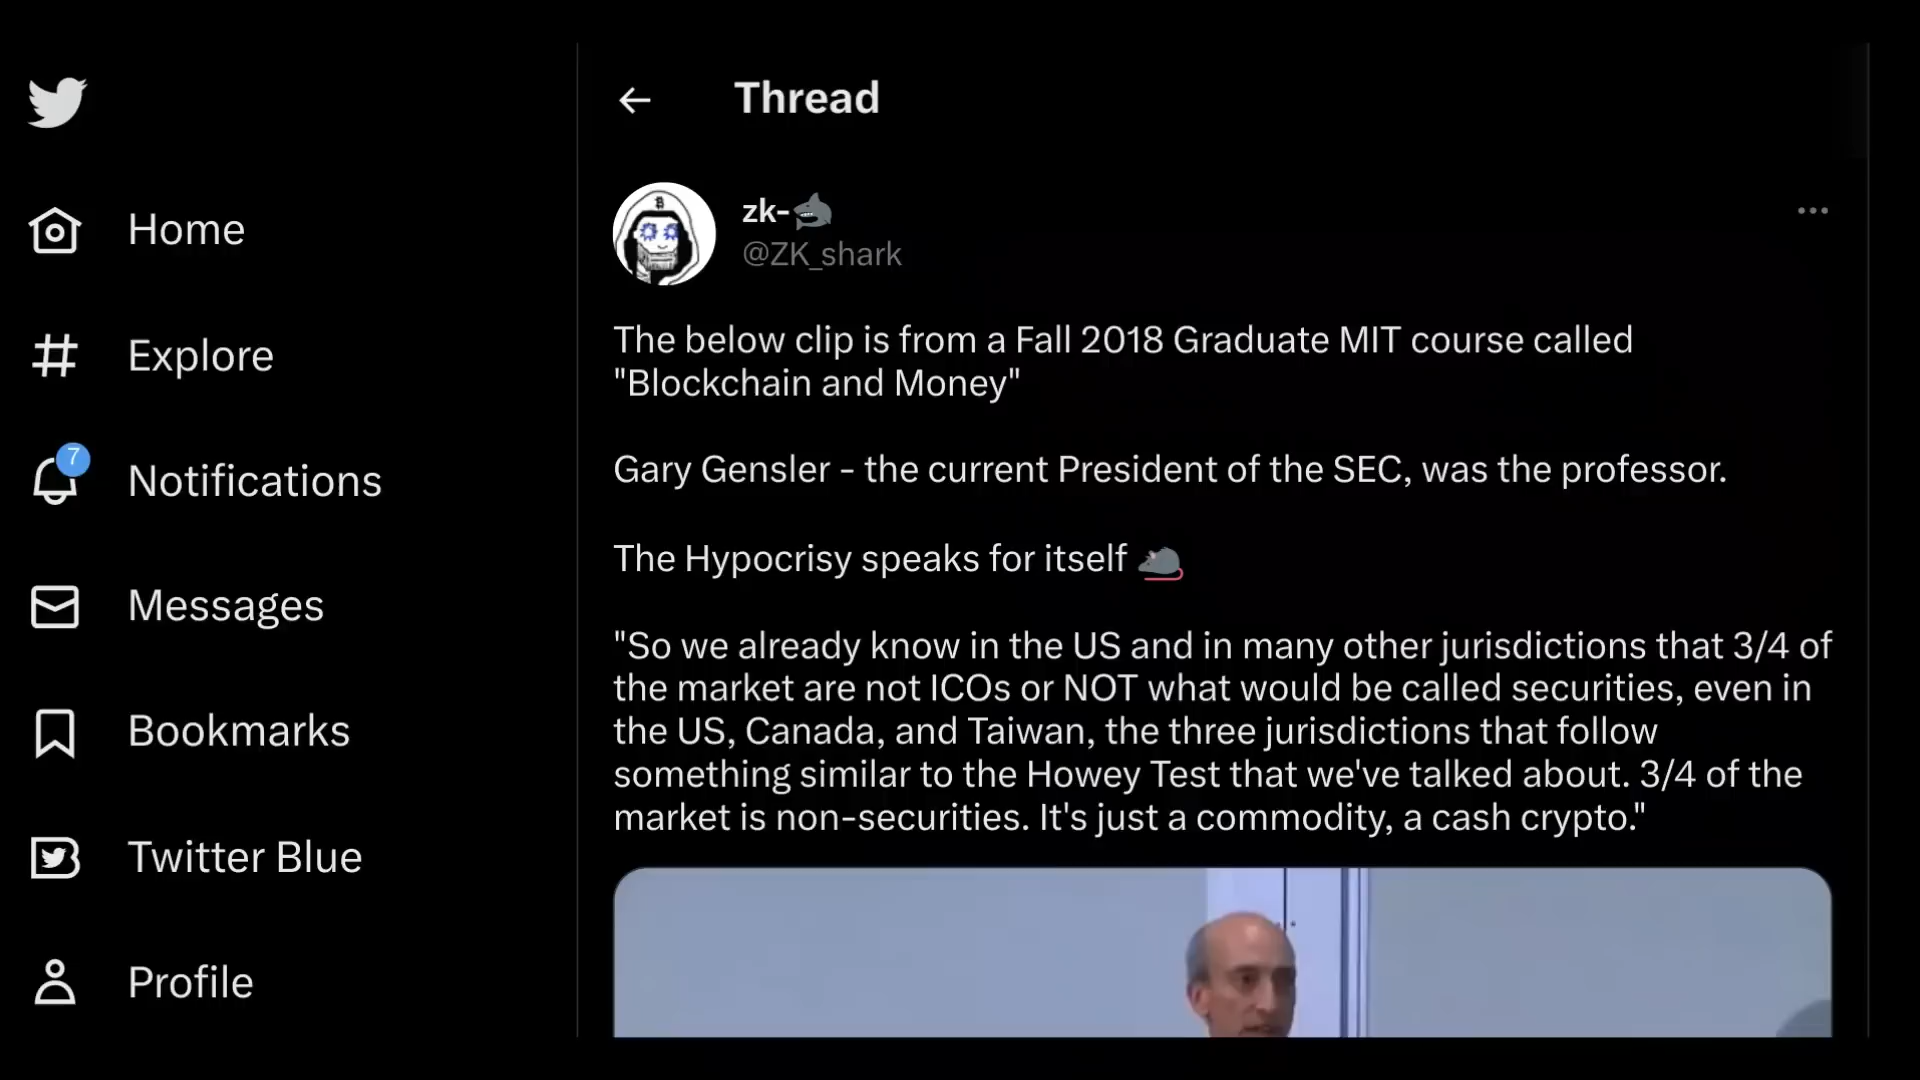 Thread
zk-🦈
@ZK_shark
Home
Explore
7
Notifications
Messages
Bookmarks
Twitter Blue
Profile
The below clip is from a Fall 2018 Graduate MIT course called
"Blockchain and Money"
Gary Gensler - the current President of the SEC, was the professor.
The Hypocrisy speaks for itself 🐀
"So we already know in the US and in many other jurisdictions that 3/4 of
the market are not ICOs or NOT what would be called securities, even in
the US, Canada, and Taiwan, the three jurisdictions that follow
something similar to the Howey Test that we've talked about. 3/4 of the
market is non-securities. It's just a commodity, a cash crypto."